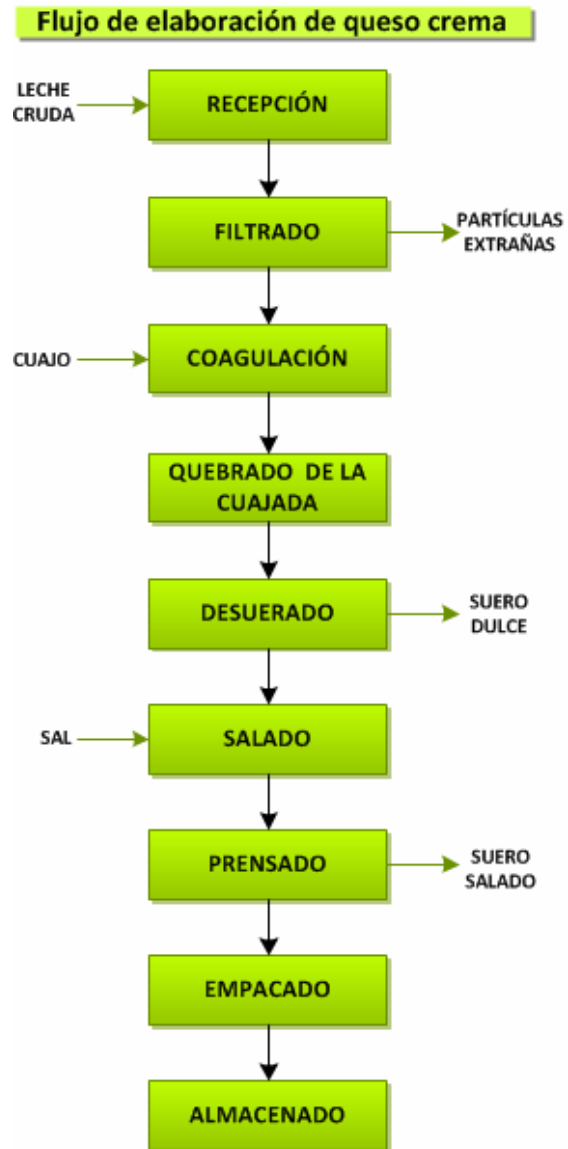 Flujo de elaboración de queso crema
LECHE
CRUDA
RECEPCIÓN
FILTRADO
PARTÍCULAS
EXTRAÑAS
CUAJO
COAGULACIÓN
QUEBRADO DE LA
CUAJADA
DESUERADO
SUERO
DULCE
SAL
SALADO
PRENSADO
SUERO
SALADO
EMPACADO
ALMACENADO